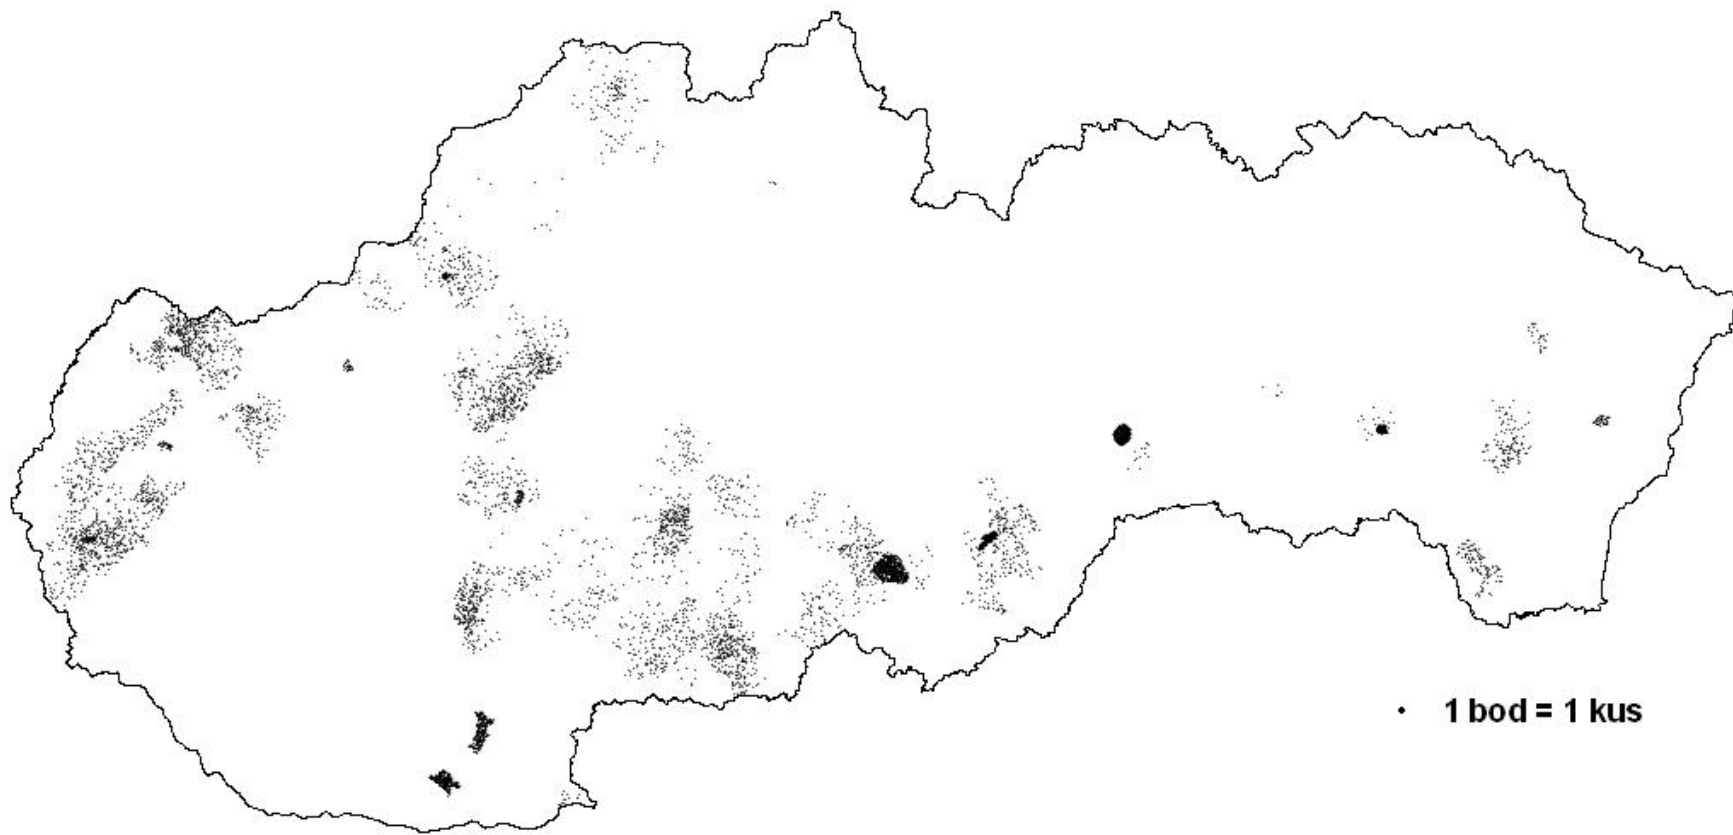 1 bod = 1 kus